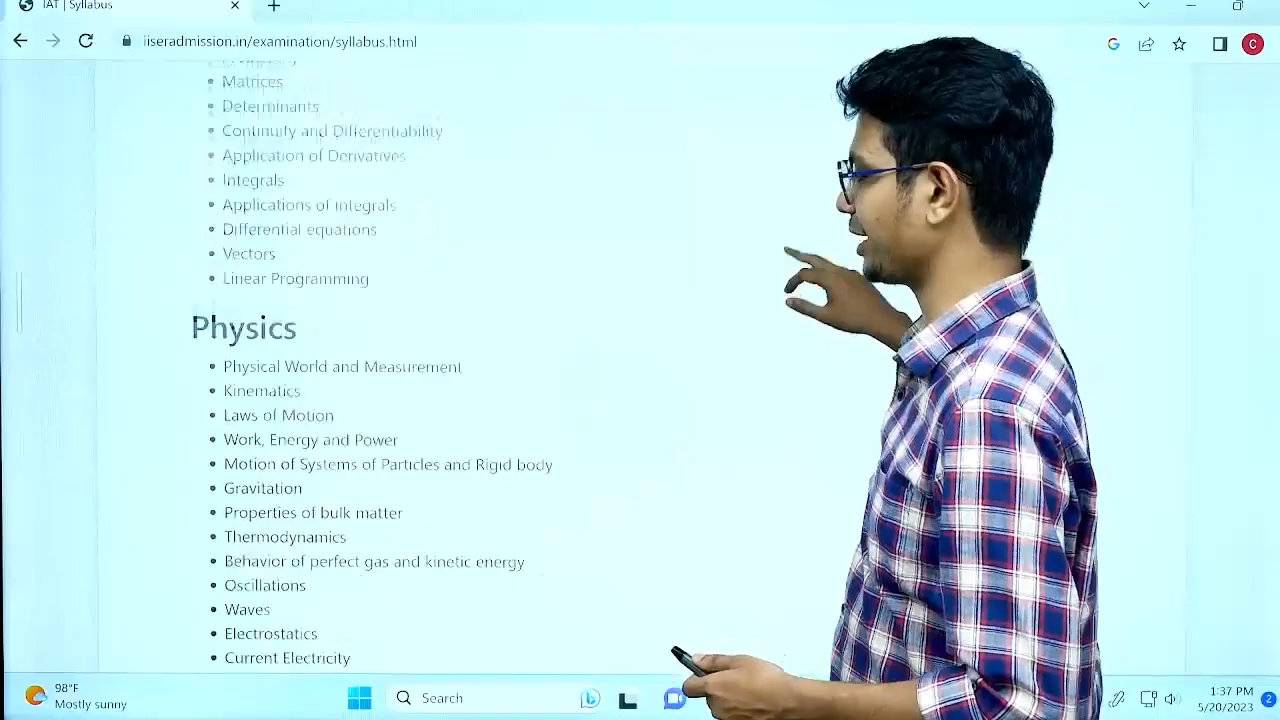 IAT | Syllabus
iiseradmission.in/examination/syllabus.html
G
C
Matrices
Determinants
Continuity and Differentiability
Application of Derivatives
Integrals
Applications of Integrals
Differential equations
Vectors
Linear Programming
Physics
Physical World and Measurement
Kinematics
Laws of Motion
Work, Energy and Power
Motion of Systems of Particles and Rigid body
Gravitation
Properties of bulk matter
Thermodynamics
Behavior of perfect gas and kinetic energy
Oscillations
Waves
Electrostatics
Current Electricity
98°F
Mostly sunny
Search
1:37 PM
5/20/2023
2